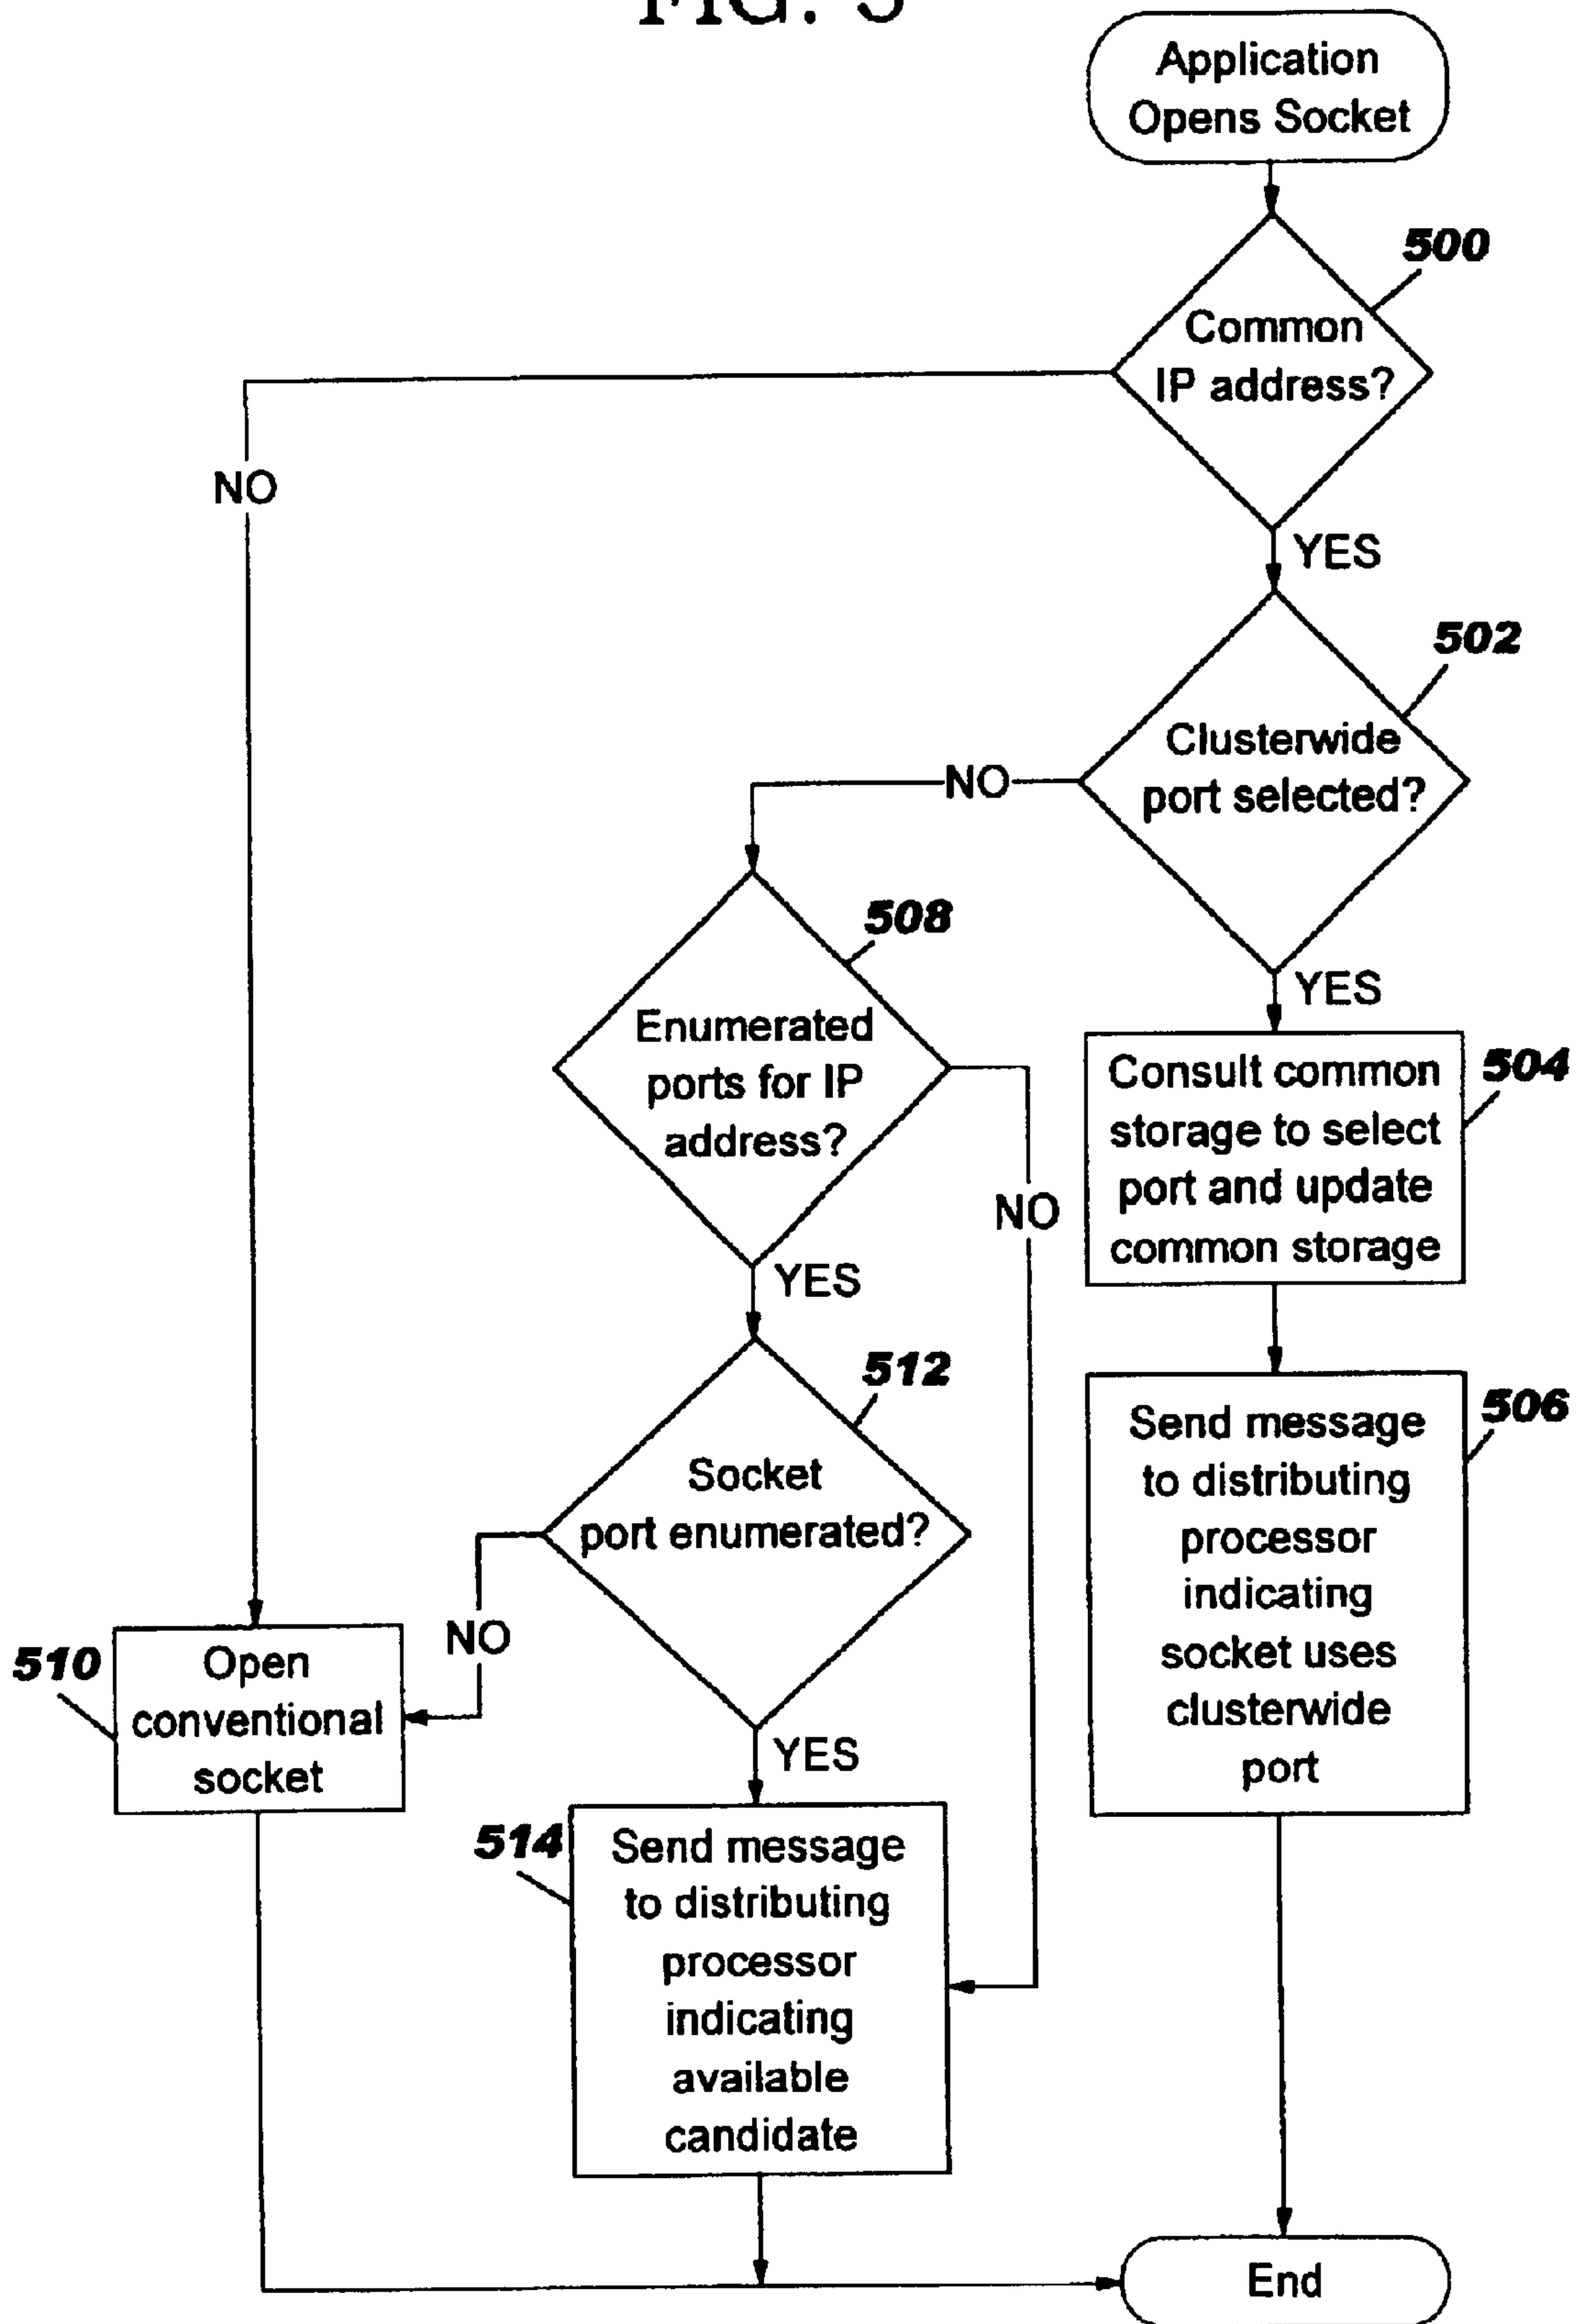 FIG. 5
Application
Opens Socket
500
Common
IP address?
NO
YES
502
Clusterwide
port selected?
NO
YES
508
Enumerated
ports for IP
address?
504
Consult common
storage to select
port and update
common storage
NO
YES
512
Socket
port enumerated?
506
Send message
to distributing
processor
indicating
socket uses
clusterwide
port
NO
510
Open
conventional
socket
YES
514
Send message
to distributing
processor
indicating
available
candidate
End